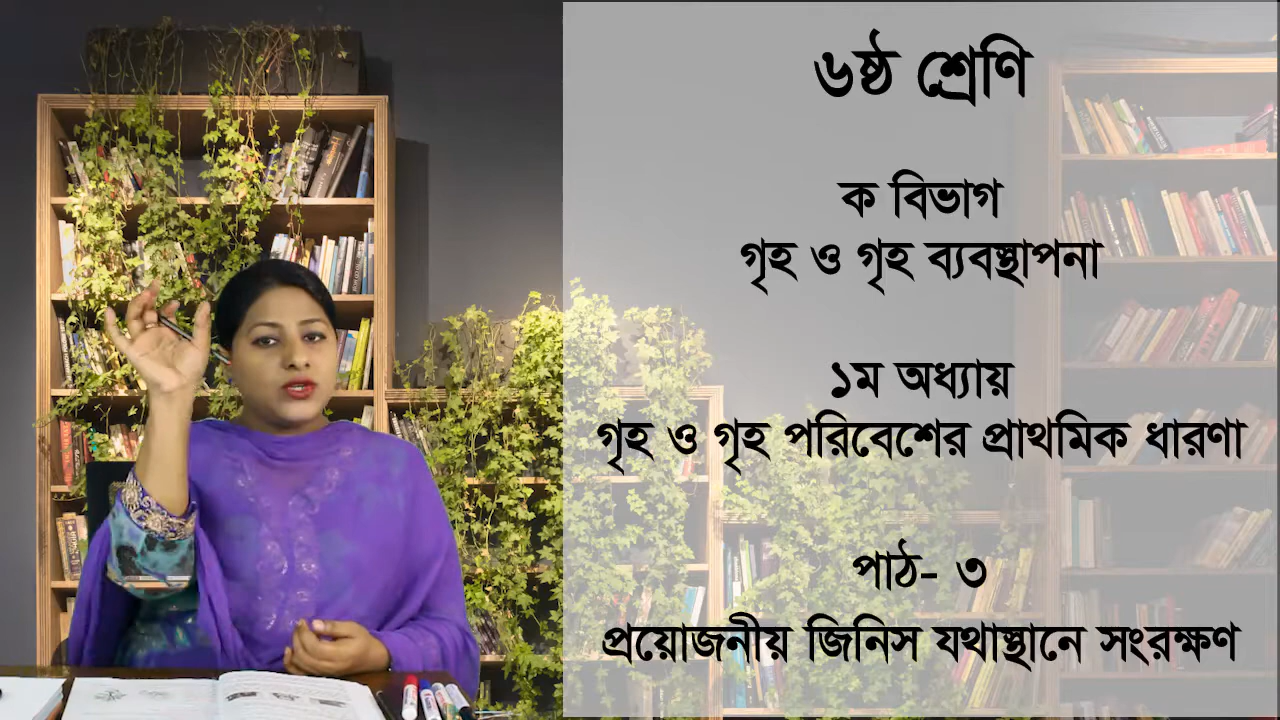 ৬ষ্ঠ শ্রেণি
ক বিভাগ
গৃহ ও গৃহ ব্যবস্থাপনা
১ম অধ্যায়
গৃহ ও গৃহ পরিবেশের প্রাথমিক ধারণা
পাঠ- ৩
প্রয়োজনীয় জিনিস যথাস্থানে সংরক্ষণ